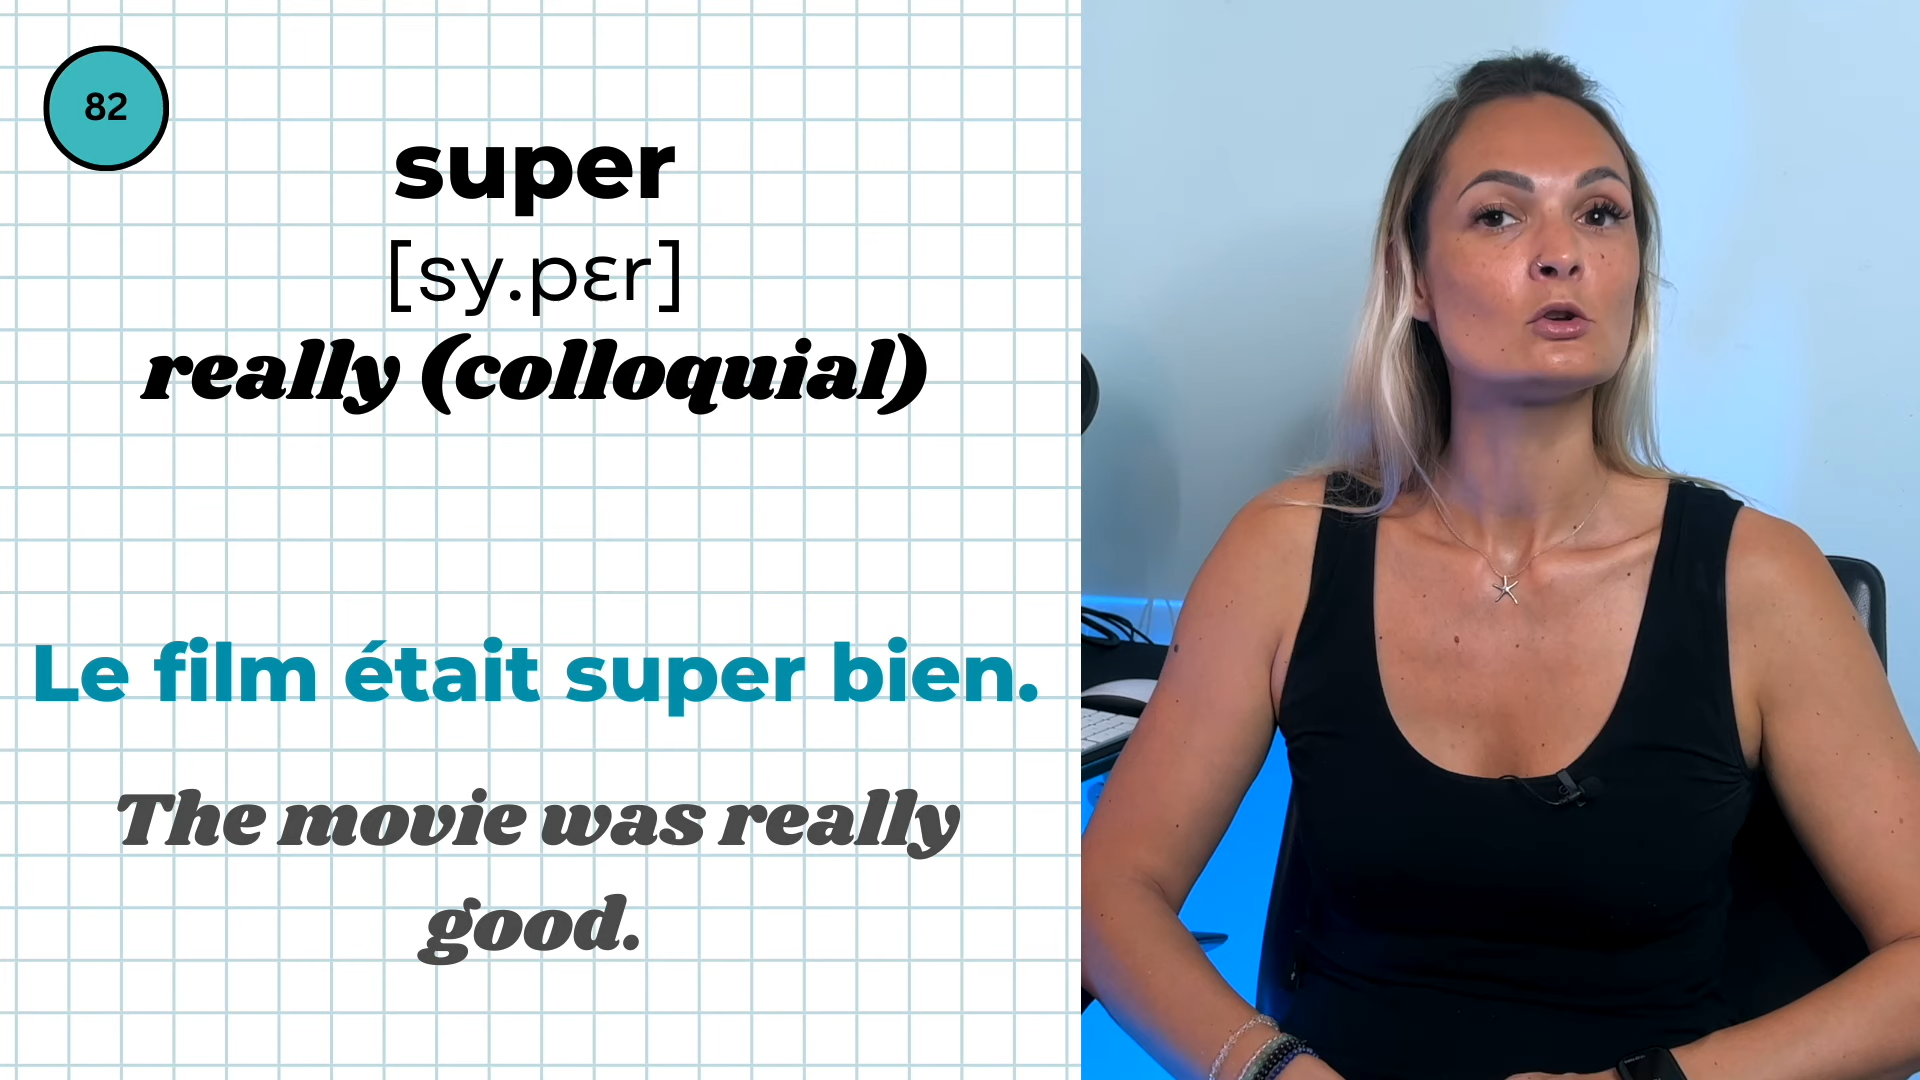 82
super
[sy.pɛr]
really (colloquial)
Le film était super bien.
The movie was really
good.